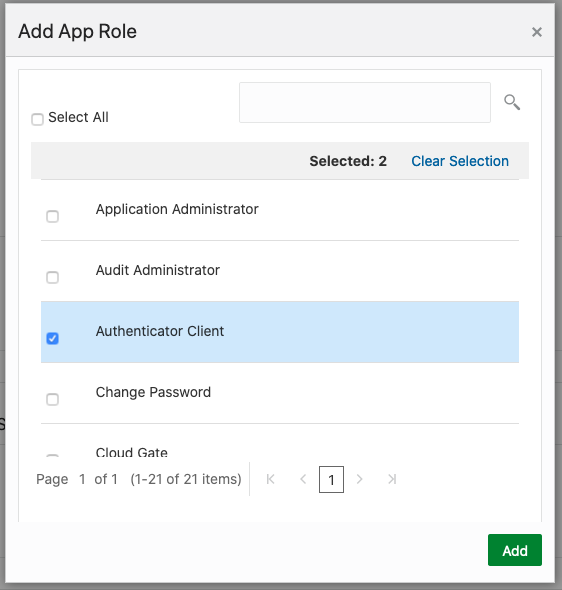 Add App Role
×
Select All
Selected: 2 Clear Selection
Application Administrator
Audit Administrator
Authenticator Client
Change Password
Cloud Gate
Page 1 of 1 (1-21 of 21 items) 1
Add